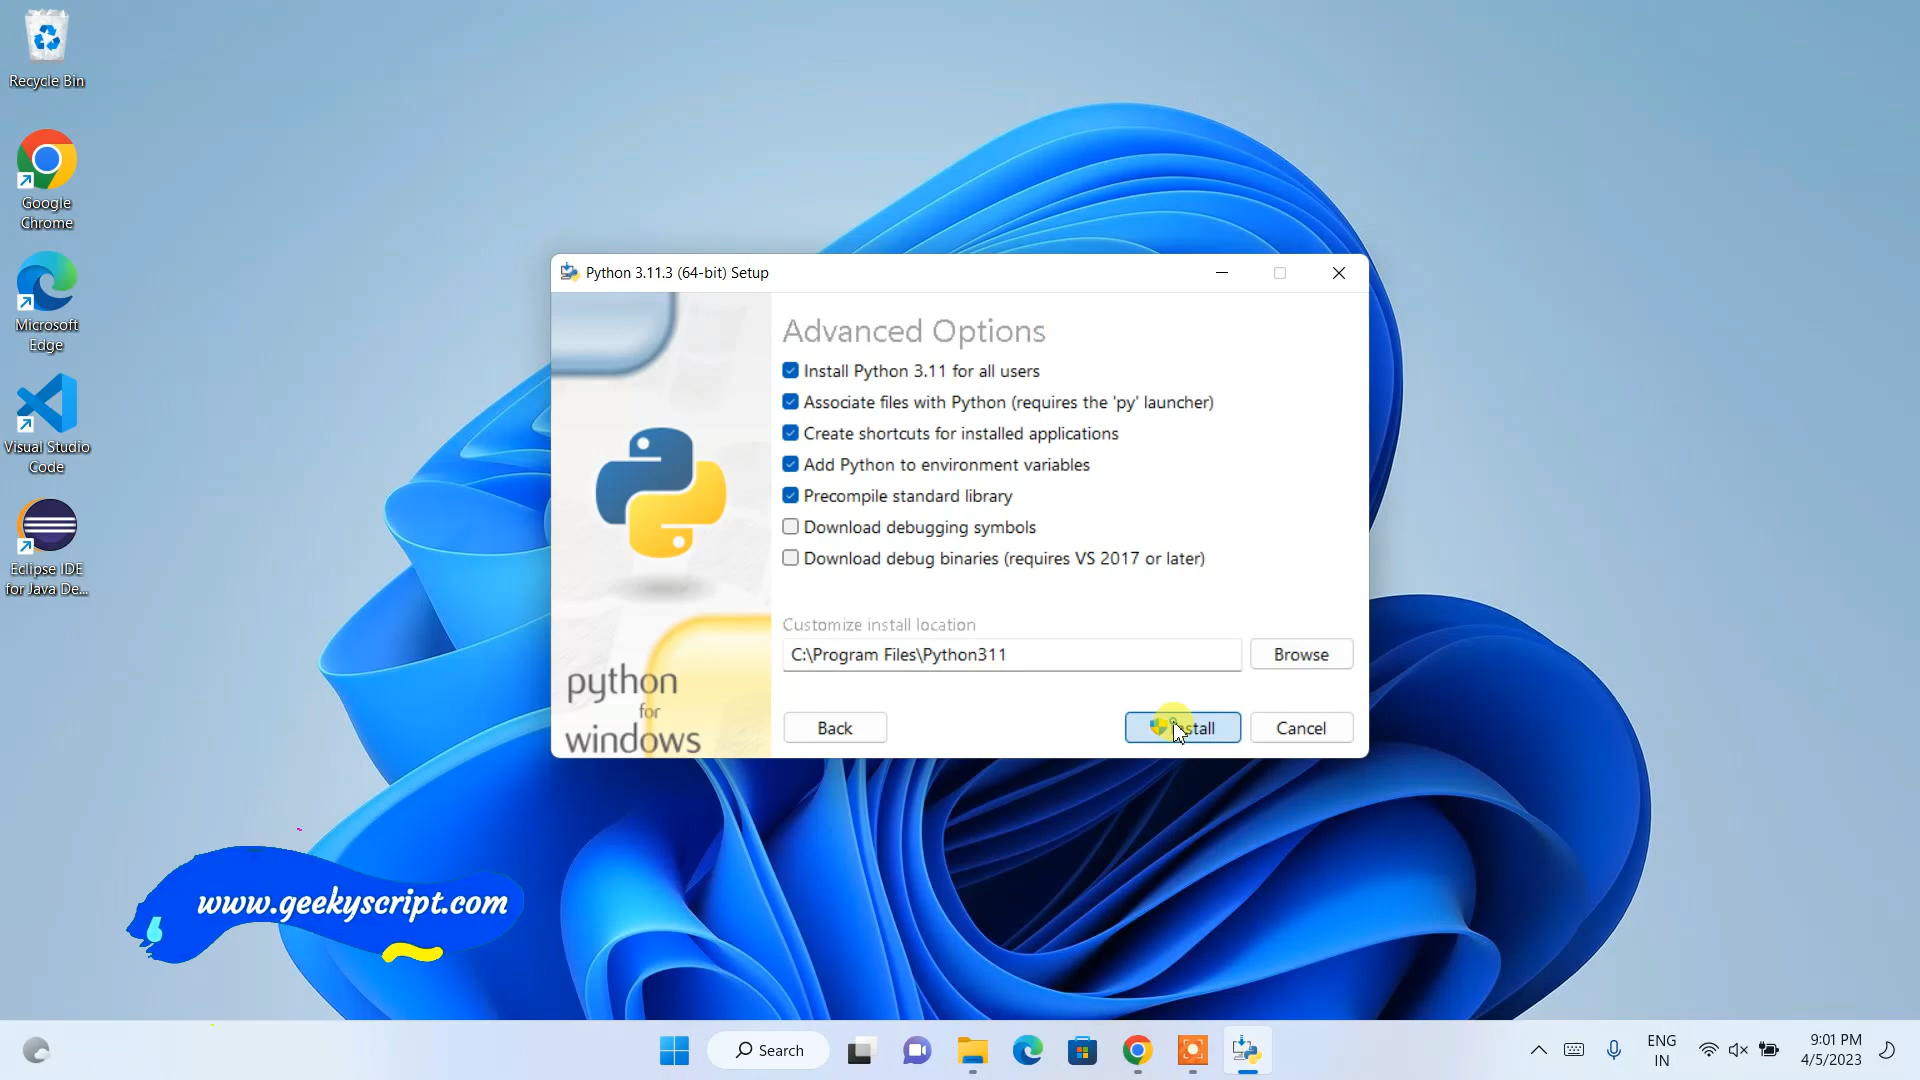 Recycle Bin
Google
Chrome
Microsoft
Edge
Visual Studio
Code
Eclipse IDE
for Java De...
Python 3.11.3 (64-bit) Setup
Advanced Options
Install Python 3.11 for all users
Associate files with Python (requires the 'py' launcher)
Create shortcuts for installed applications
Add Python to environment variables
Precompile standard library
Download debugging symbols
Download debug binaries (requires VS 2017 or later)
Customize install location
C:\Program Files\Python311
Browse
Back
Cancel
python
for
windows
www.geekyscript.com
Search
ENG
IN
9:01 PM
4/5/2023